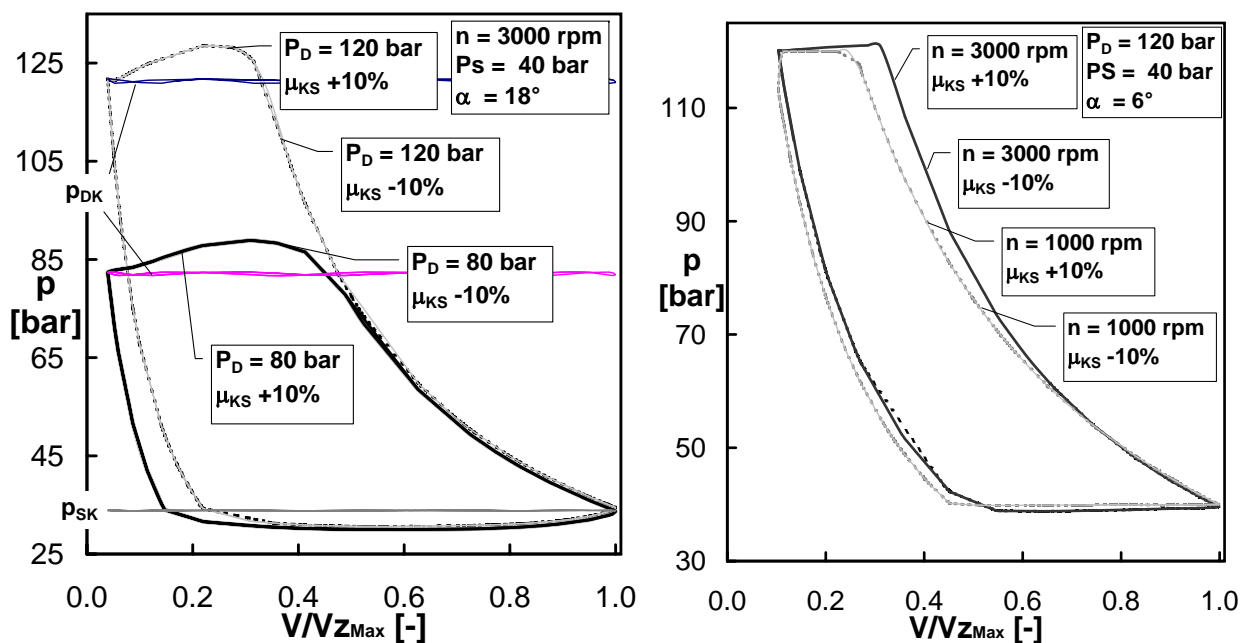 P_D = 120 bar
μ_KS +10%
n = 3000 rpm
Ps = 40 bar
α = 18°
P_D = 120 bar
μ_KS -10%
P_D = 80 bar
μ_KS -10%
P_D = 80 bar
μ_KS +10%
125
105
p_DK
85
p
[bar]
65
45
p_SK
25
0.0 0.2 0.4 0.6 0.8 1.0
V/Vz_Max [-]
n = 3000 rpm
μ_KS +10%
P_D = 120 bar
PS = 40 bar
α = 6°
n = 3000 rpm
μ_KS -10%
n = 1000 rpm
μ_KS +10%
n = 1000 rpm
μ_KS -10%
110
90
p
[bar]
70
50
30
0.0 0.2 0.4 0.6 0.8 1.0
V/Vz_Max [-]